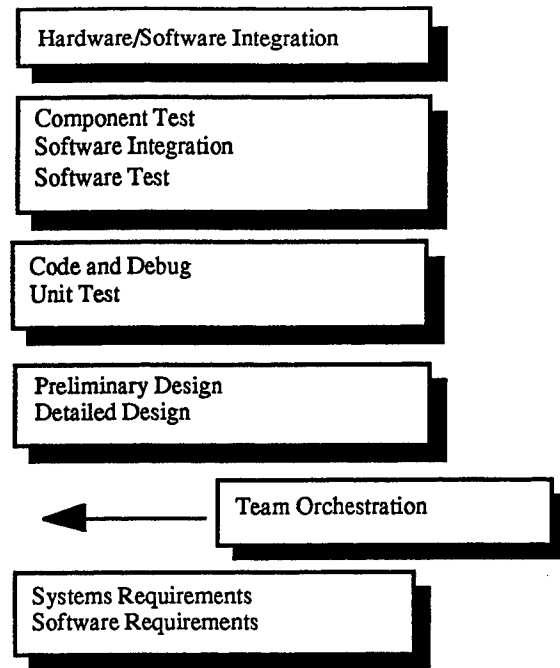 Hardware/Software Integration
Component Test
Software Integration
Software Test
Code and Debug
Unit Test
Preliminary Design
Detailed Design
Team Orchestration
Systems Requirements
Software Requirements